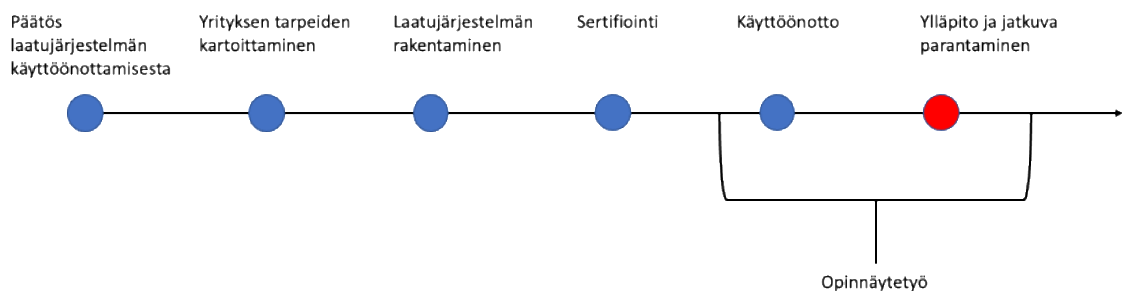 Päätös
laatujärjestelmän
käyttöönottamisesta
Yrityksen tarpeiden
kartoittaminen
Laatujärjestelmän
rakentaminen
Sertifiointi
Käyttöönotto
Ylläpito ja jatkuva
parantaminen
Opinnäytetyö